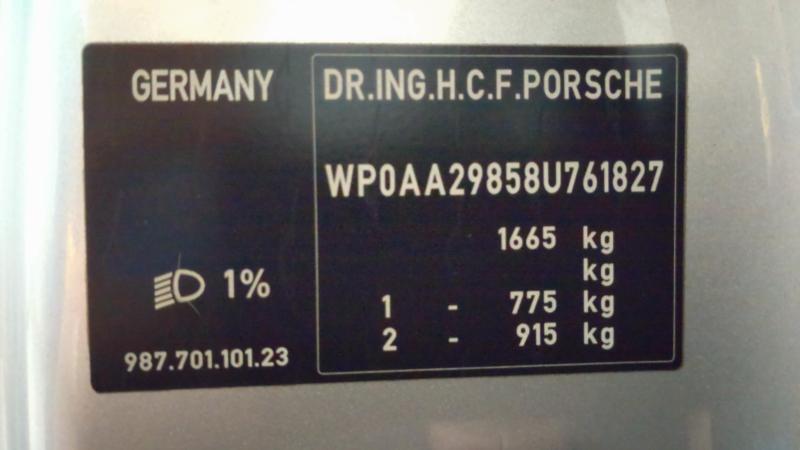 GERMANY
1%
987.701.101.23
DR.ING.H.C.F.PORSCHE
WP0AA29858U761827
1665 kg
kg
1 - 775 kg
2 - 915 kg